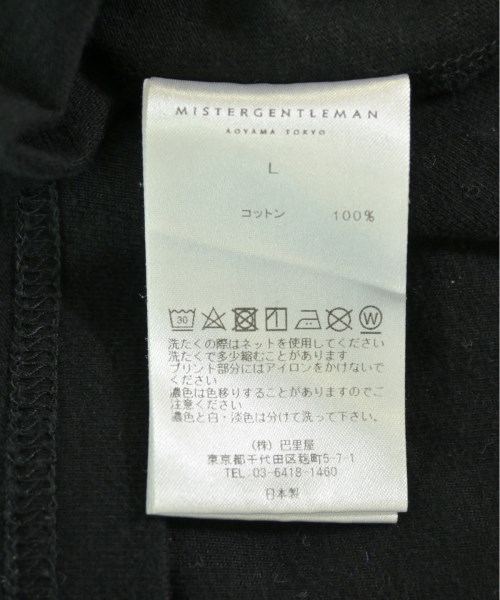 MISTERGENTLEMAN
AOYAMA TOKYO
L
コットン 100%
30 W
洗たくの際はネットを使用してください
洗たくで多少縮むことがあります
プリント部分にはアイロンをかけないで
ください
濃色は色移りすることがありますのでご
注意ください
濃色と白・淡色は分けて洗って下さい。
(株) 巴里屋
東京都千代田区麹町5-7-1
TEL:03-6418-1460
日本製